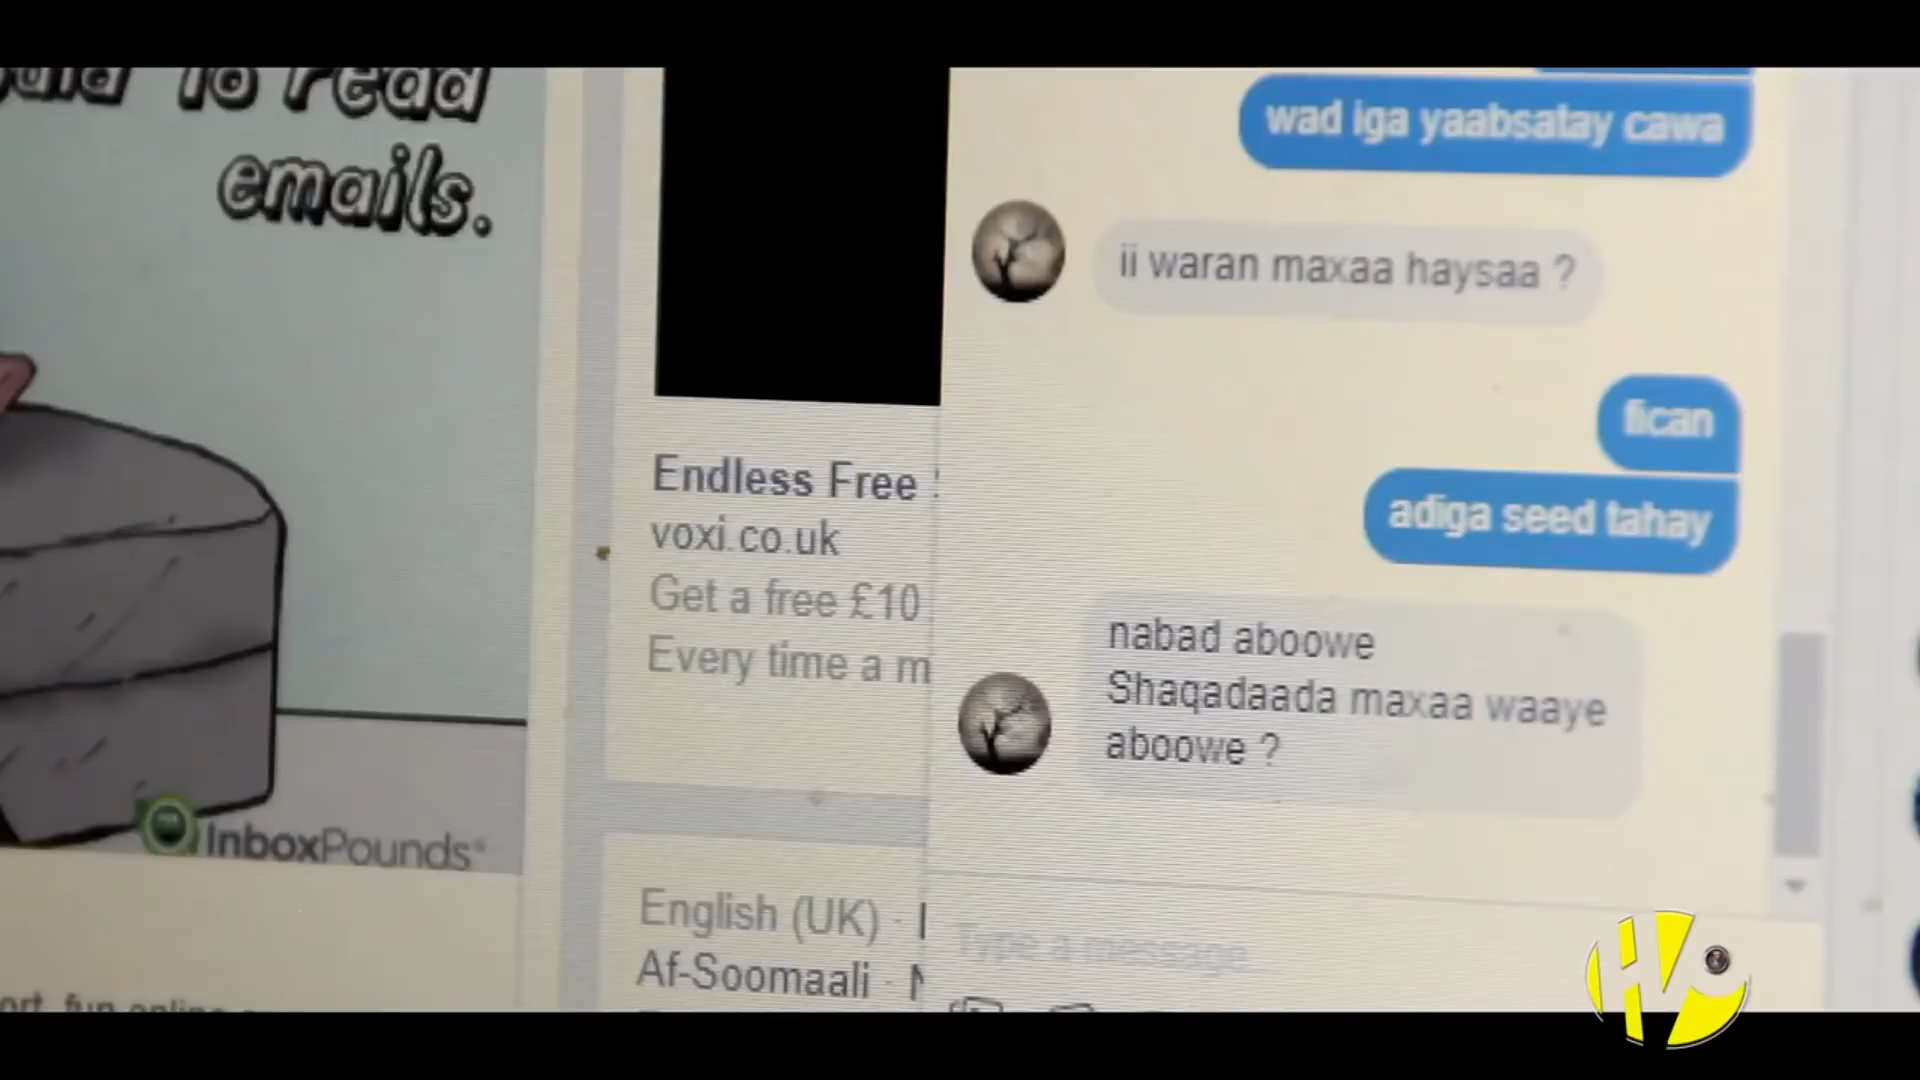 to read
emails.
InboxPounds
Endless Free
voxi.co.uk
Get a free £10
Every time a m
English (UK) ·
Af-Soomaali ·
wad iga yaabsatay cawa
ii waran maxaa haysaa ?
fican
adiga seed tahay
nabad aboowe
Shaqadaada maxaa waaye
aboowe ?
Type a message